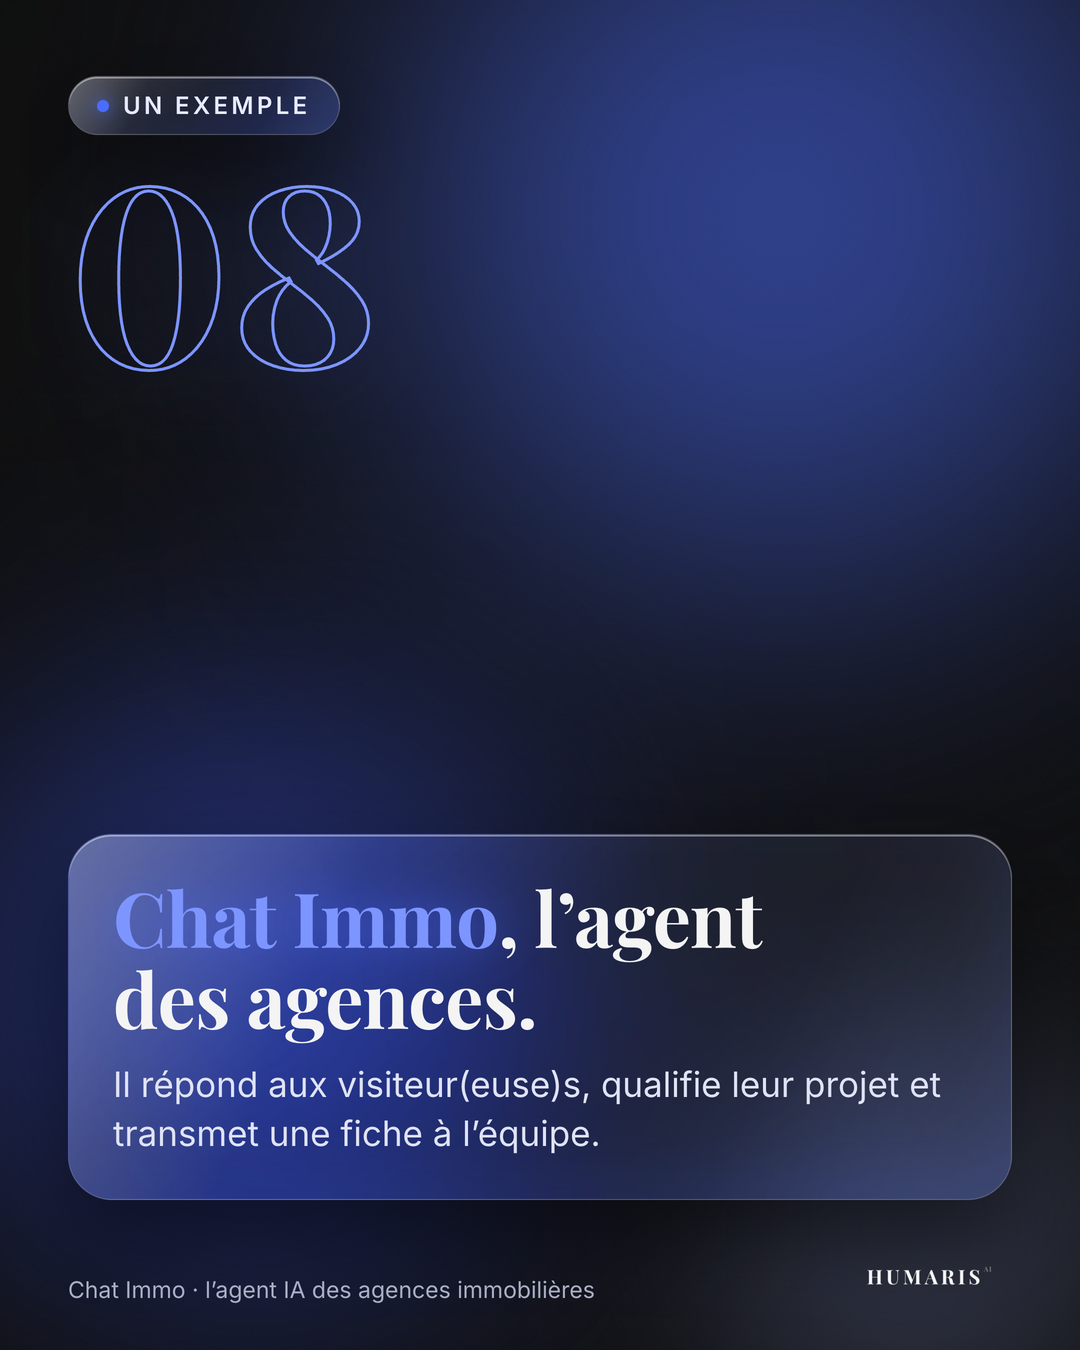 UN EXEMPLE
08
Chat Immo, l’agent
des agences.
Il répond aux visiteur(euse)s, qualifie leur projet et
transmet une fiche à l’équipe.
Chat Immo · l’agent IA des agences immobilières
HUMARIS AI